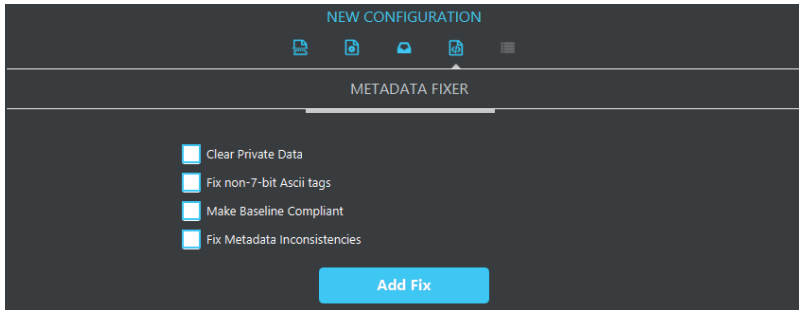 NEW CONFIGURATION
METADATA FIXER
Clear Private Data
Fix non-7-bit Ascii tags
Make Baseline Compliant
Fix Metadata Inconsistencies
Add Fix